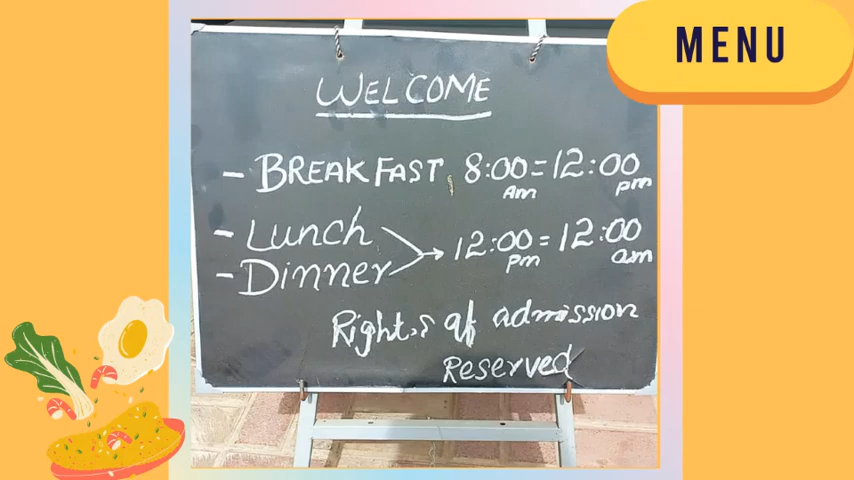 MENU
WELCOME
- BREAKFAST 8:00 = 12:00
Am pm
- Lunch
- Dinner → 12:00 = 12:00
pm am
Rights of admission
Reserved